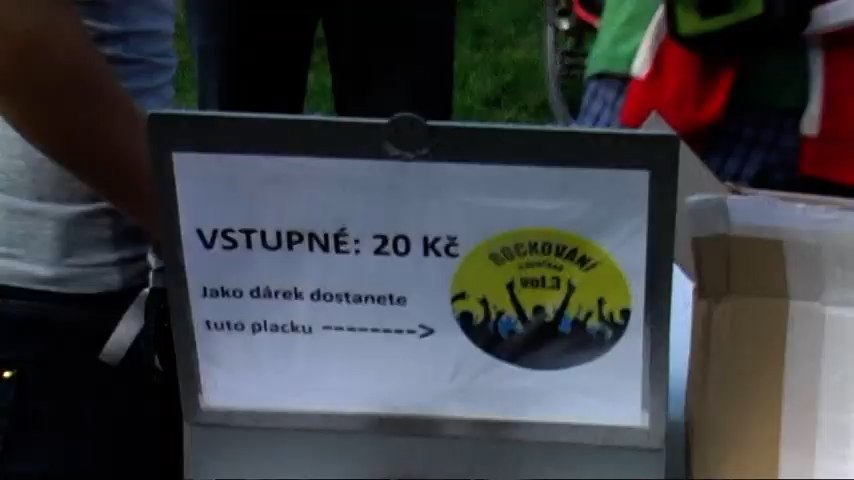 VSTUPNÉ: 20 Kč
Jako dárek dostanete
tuto placku -------->
ROCKOVÁNÍ
vol.3